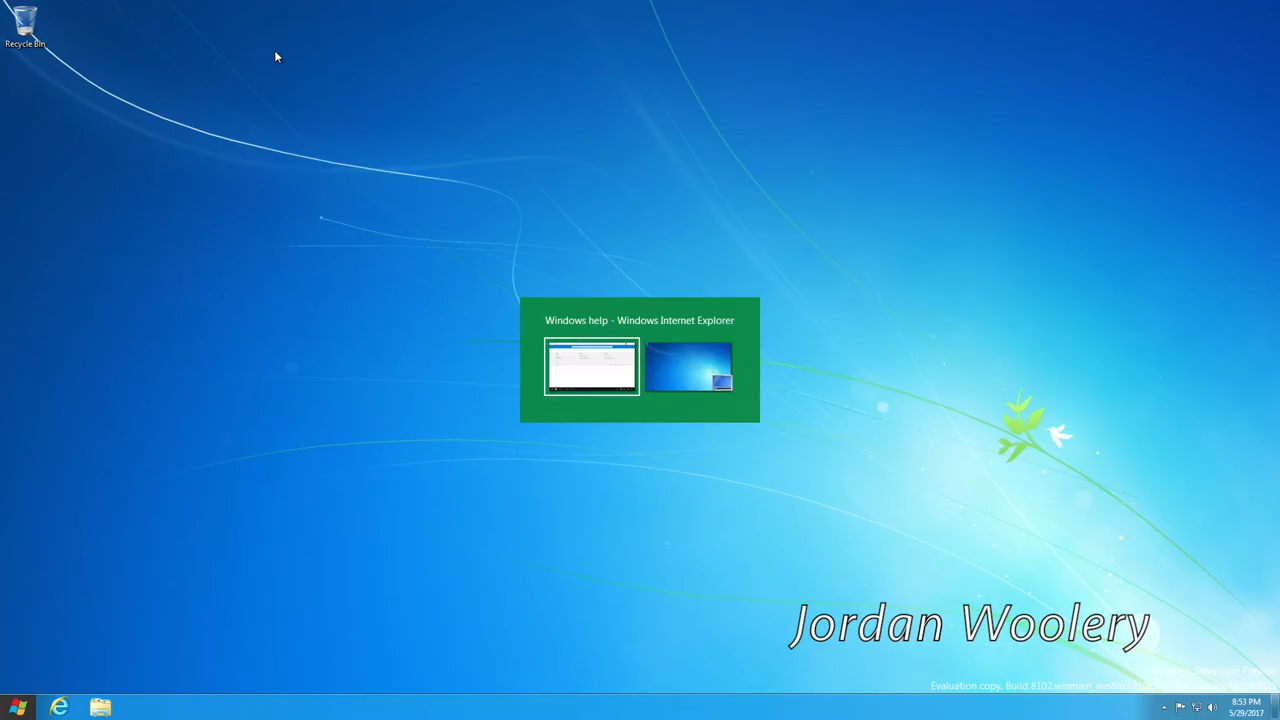 Recycle Bin
Windows help - Windows Internet Explorer
Jordan Woolery
Developer
Evaluation copy. Build 8102.
8:53 PM
5/29/2017